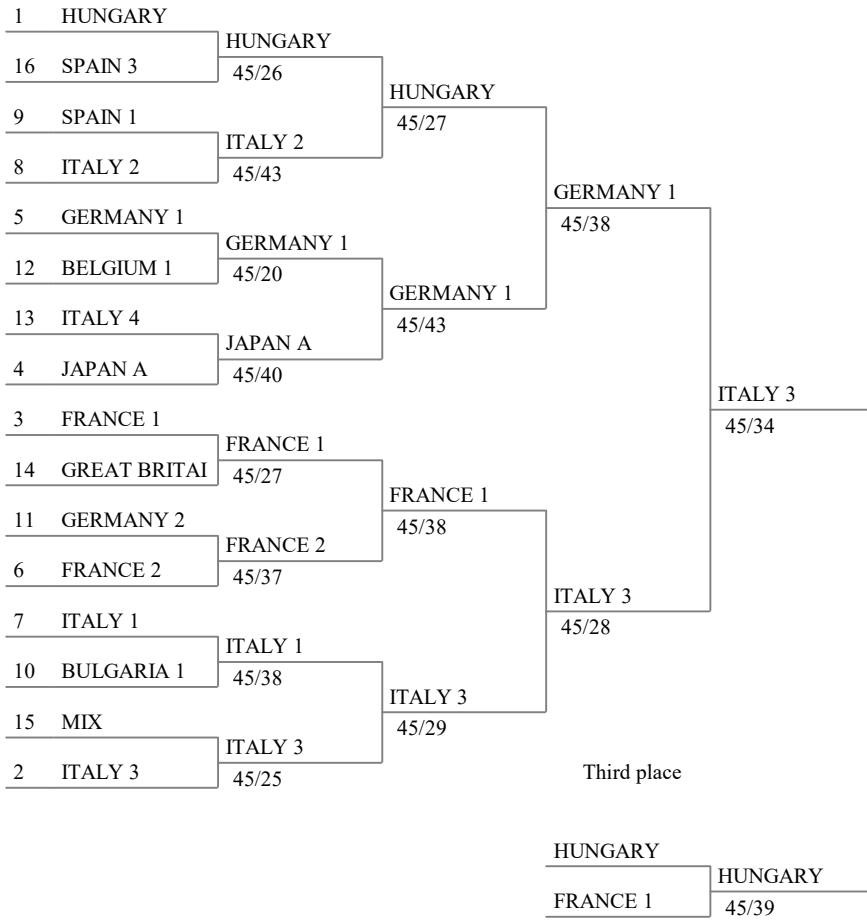 1 HUNGARY
HUNGARY
16 SPAIN 3
45/26
HUNGARY
9 SPAIN 1
45/27
ITALY 2
8 ITALY 2
45/43
GERMANY 1
5 GERMANY 1
45/38
GERMANY 1
12 BELGIUM 1
45/20
GERMANY 1
13 ITALY 4
45/43
JAPAN A
4 JAPAN A
45/40
ITALY 3
3 FRANCE 1
45/34
FRANCE 1
14 GREAT BRITAI
45/27
FRANCE 1
11 GERMANY 2
45/38
FRANCE 2
6 FRANCE 2
45/37
ITALY 3
7 ITALY 1
45/28
ITALY 1
10 BULGARIA 1
45/38
ITALY 3
15 MIX
45/29
ITALY 3
2 ITALY 3
45/25
Third place
HUNGARY
HUNGARY
FRANCE 1
45/39